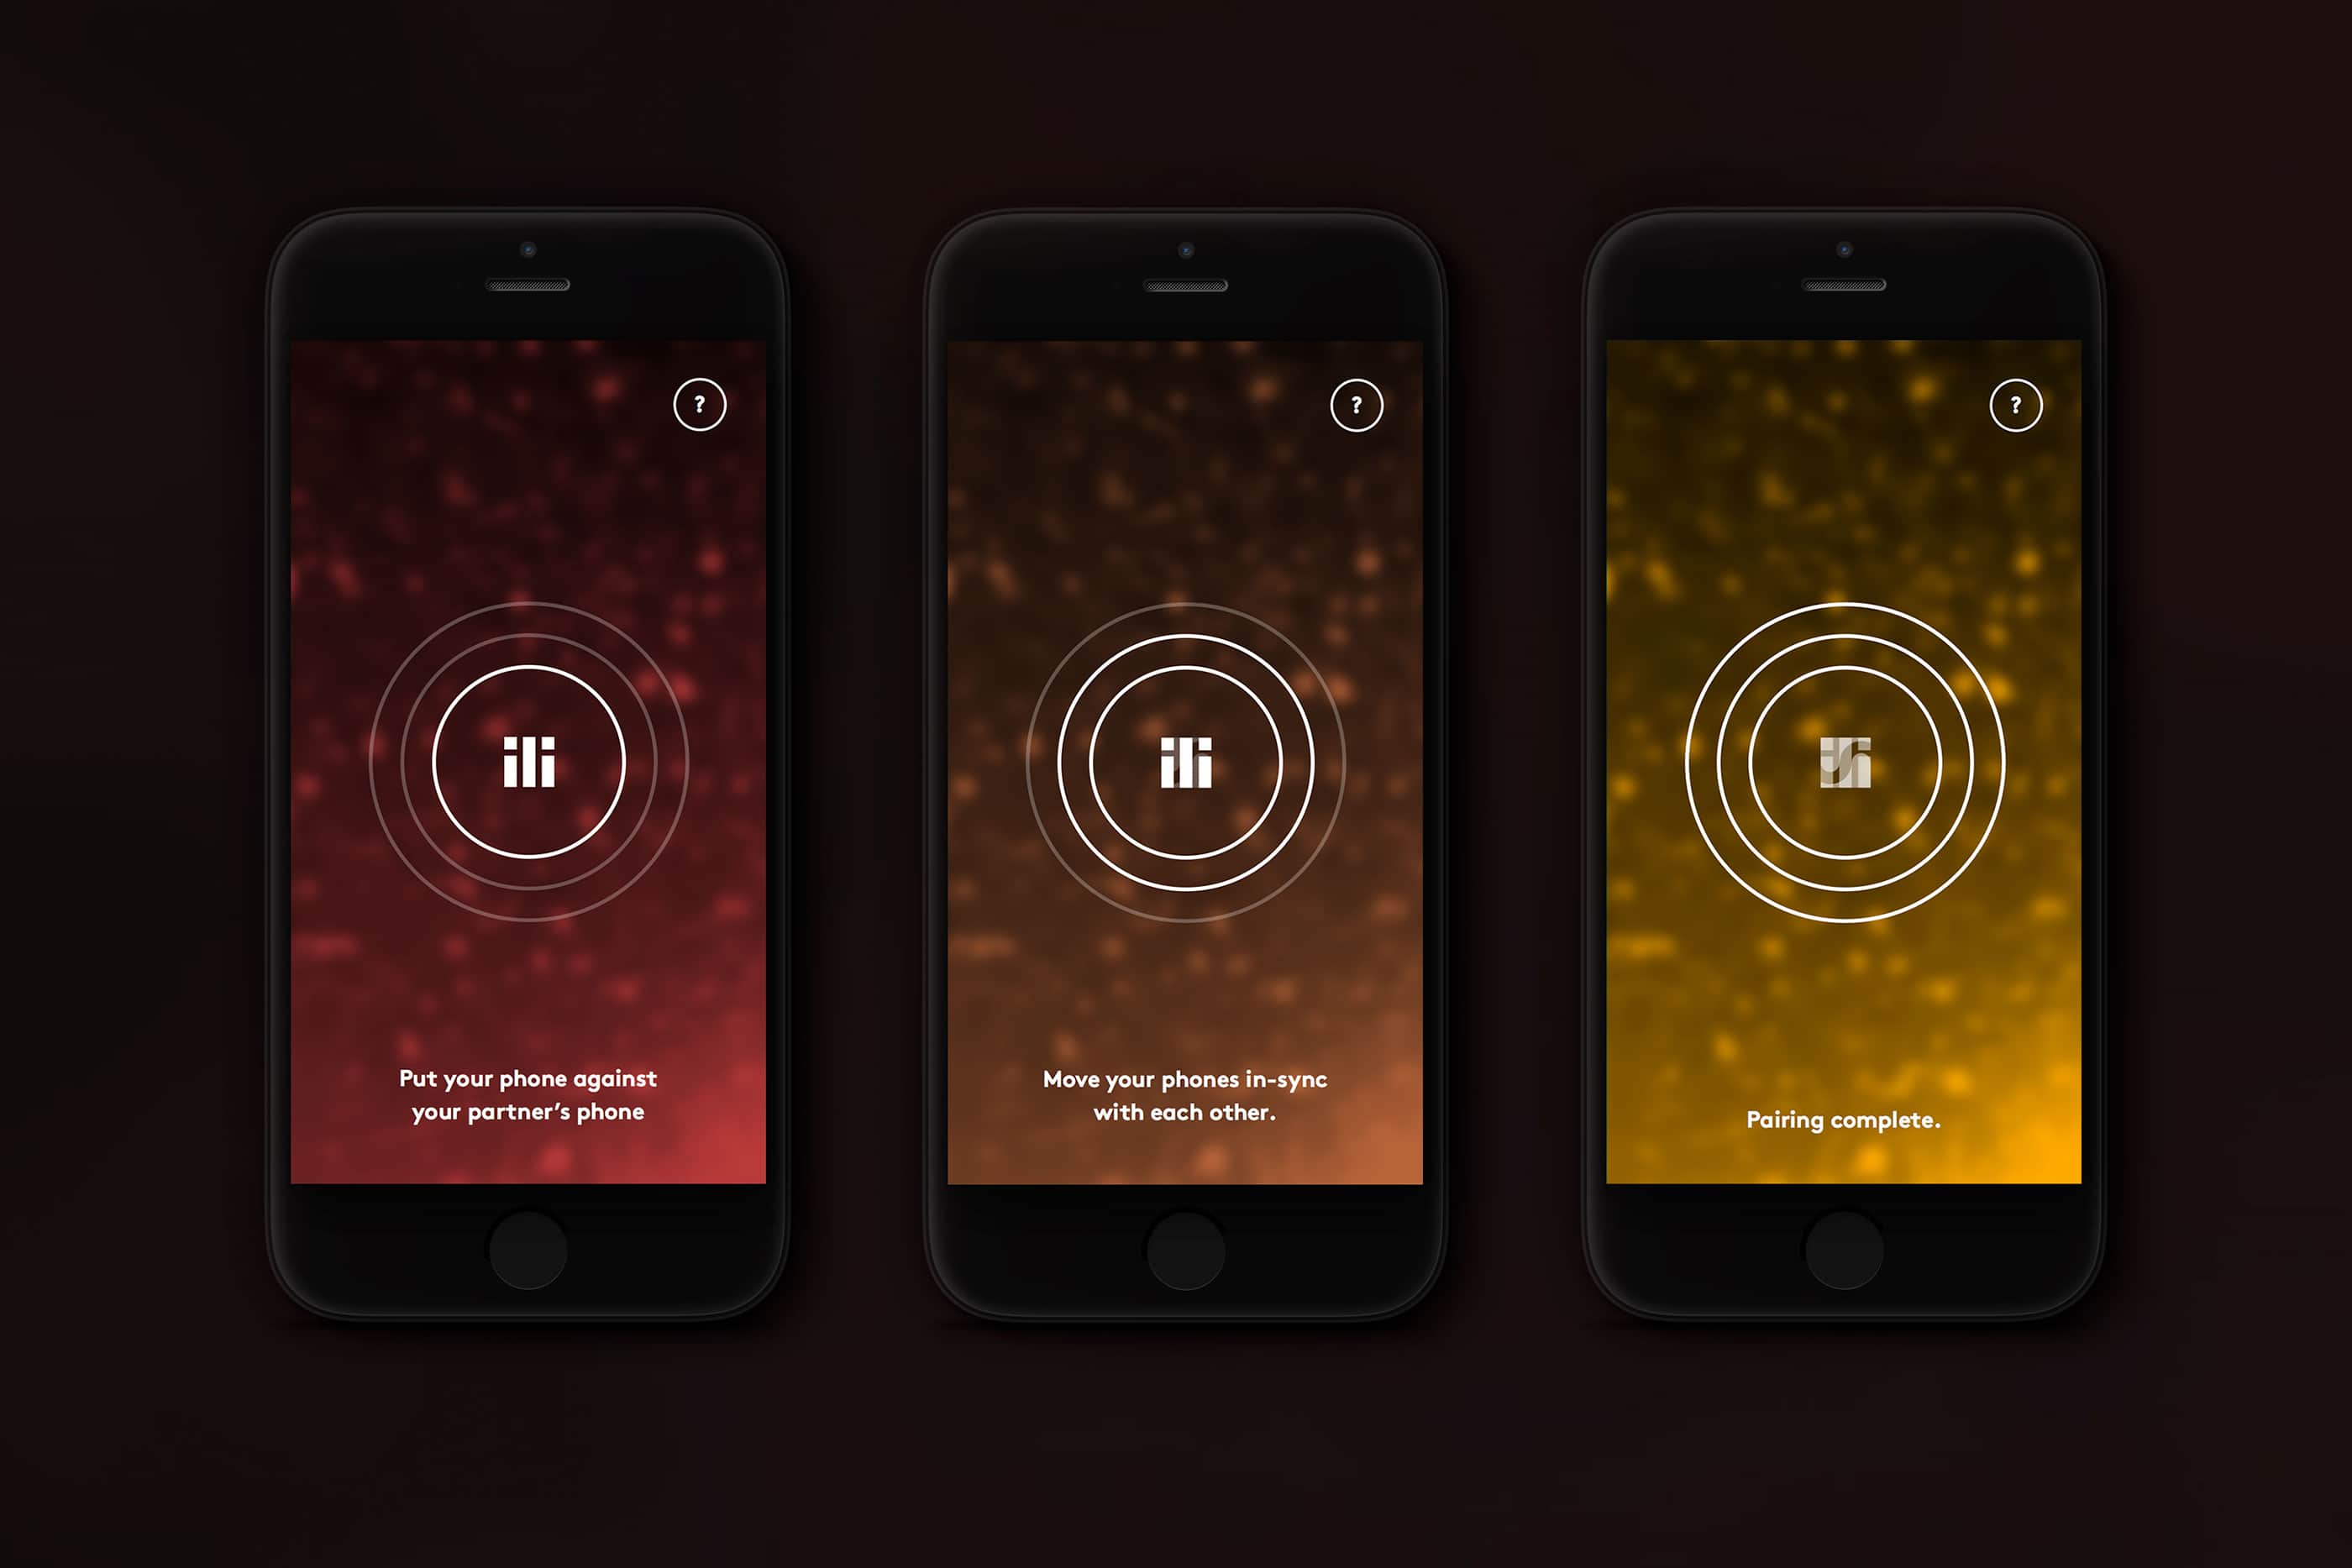 ?
ili
Put your phone against
your partner’s phone
?
ili
Move your phones in-sync
with each other.
?
Pairing complete.